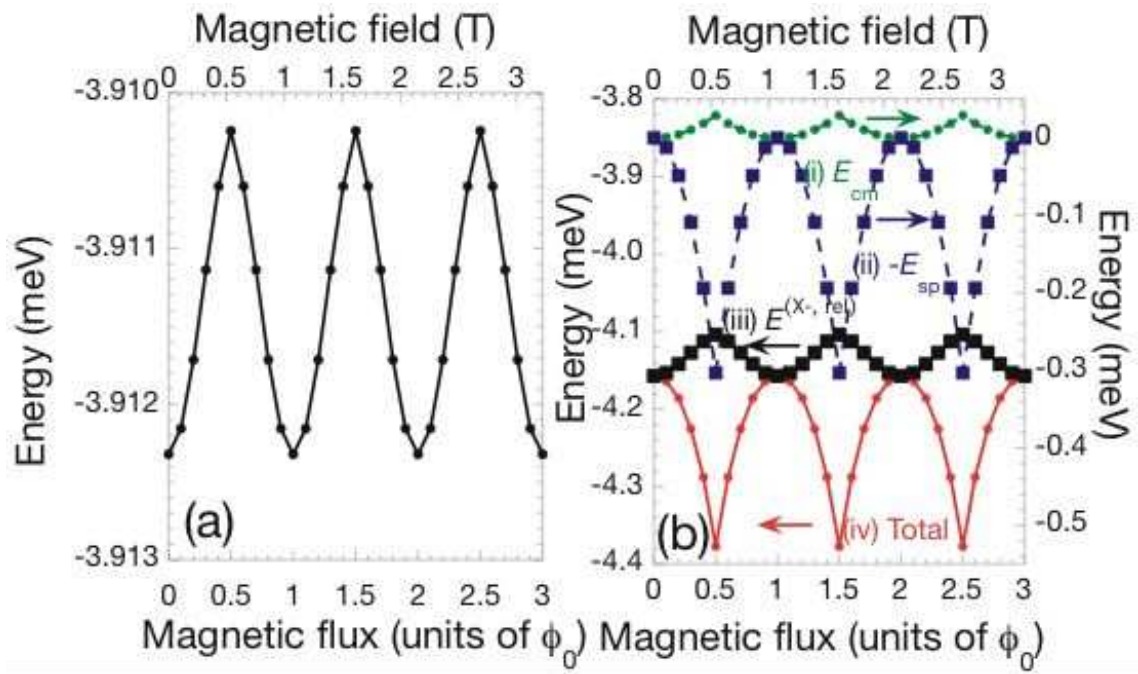 Magnetic field (T)
0 0.5 1 1.5 2 2.5 3
-3.910
-3.911
-3.912
-3.913
Energy (meV)
(a)
0 0.5 1 1.5 2 2.5 3
Magnetic flux (units of ϕ0)
Magnetic field (T)
0 0.5 1 1.5 2 2.5 3
-3.8
-3.9
-4.0
-4.1
-4.2
-4.3
-4.4
Energy (meV)
(i) Ecm
(ii) -Esp
(iii) E(X-, rel)
(iv) Total
(b)
0
-0.1
-0.2
-0.3
-0.4
-0.5
Energy (meV)
0 0.5 1 1.5 2 2.5 3
Magnetic flux (units of ϕ0)